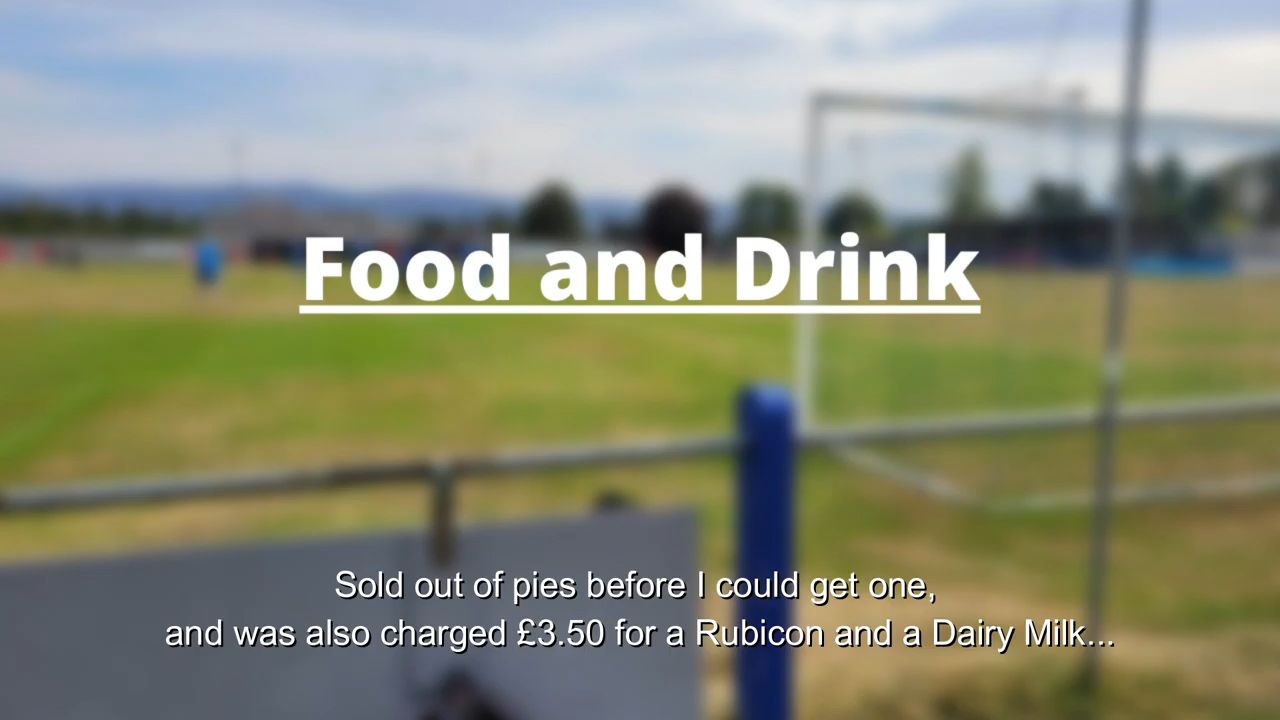 Food and Drink
Sold out of pies before I could get one,
and was also charged £3.50 for a Rubicon and a Dairy Milk...